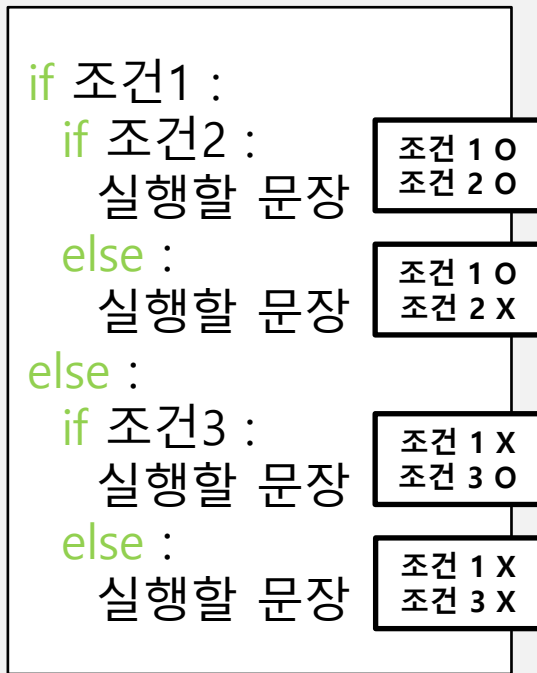 if 조건1 :
if 조건2 :
실행할 문장
조건 1 O
조건 2 O
else :
실행할 문장
조건 1 O
조건 2 X
else :
if 조건3 :
실행할 문장
조건 1 X
조건 3 O
else :
실행할 문장
조건 1 X
조건 3 X